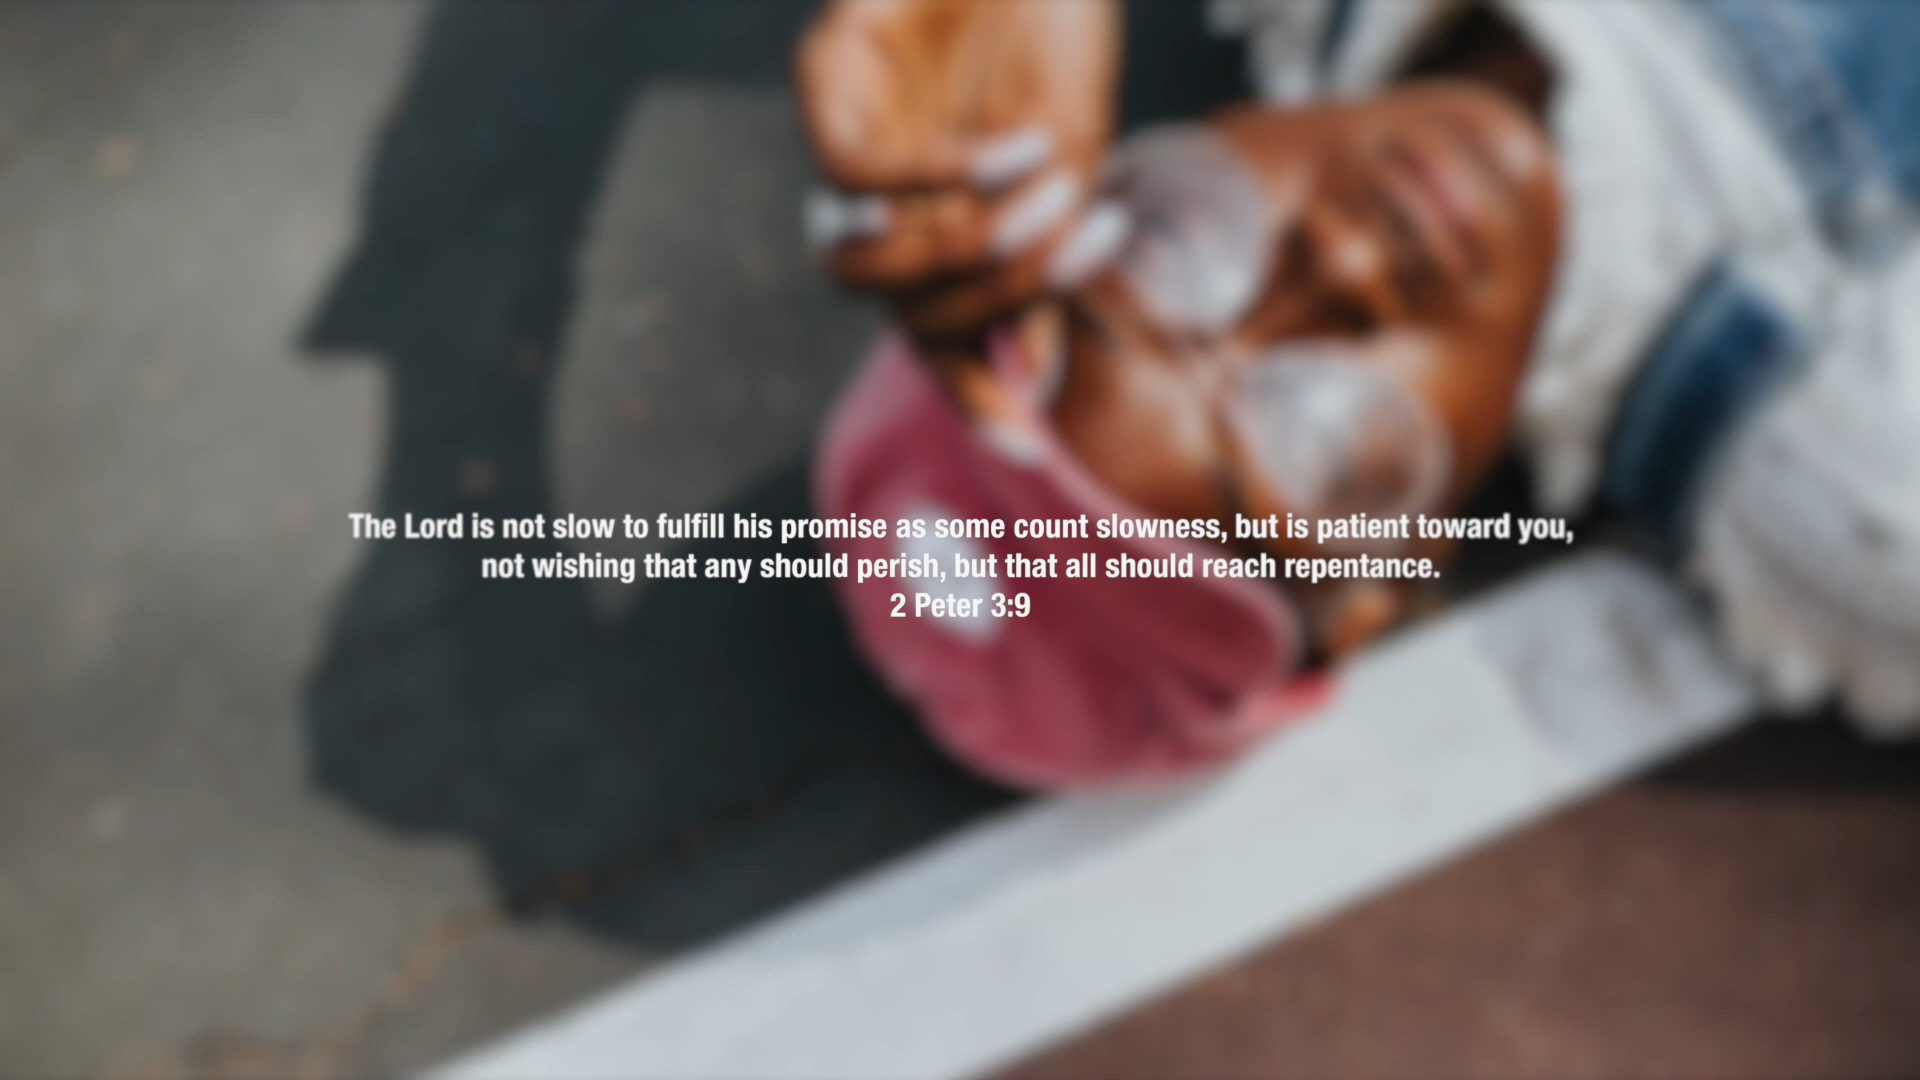 The Lord is not slow to fulfill his promise as some count slowness, but is patient toward you,
not wishing that any should perish, but that all should reach repentance.
2 Peter 3:9